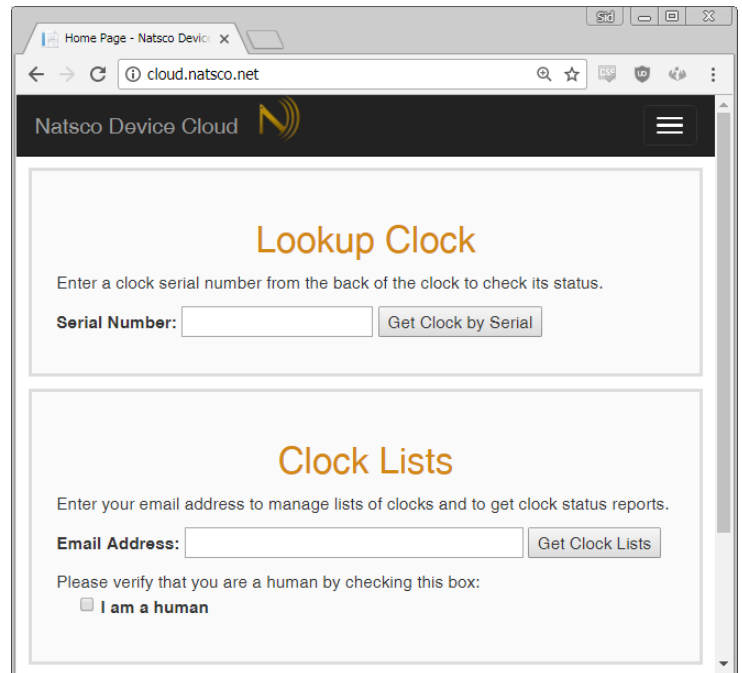 Sid
Home Page - Natsco Devic
cloud.natsco.net
Natsco Device Cloud
Lookup Clock
Enter a clock serial number from the back of the clock to check its status.
Serial Number: Get Clock by Serial
Clock Lists
Enter your email address to manage lists of clocks and to get clock status reports.
Email Address: Get Clock Lists
Please verify that you are a human by checking this box:
I am a human